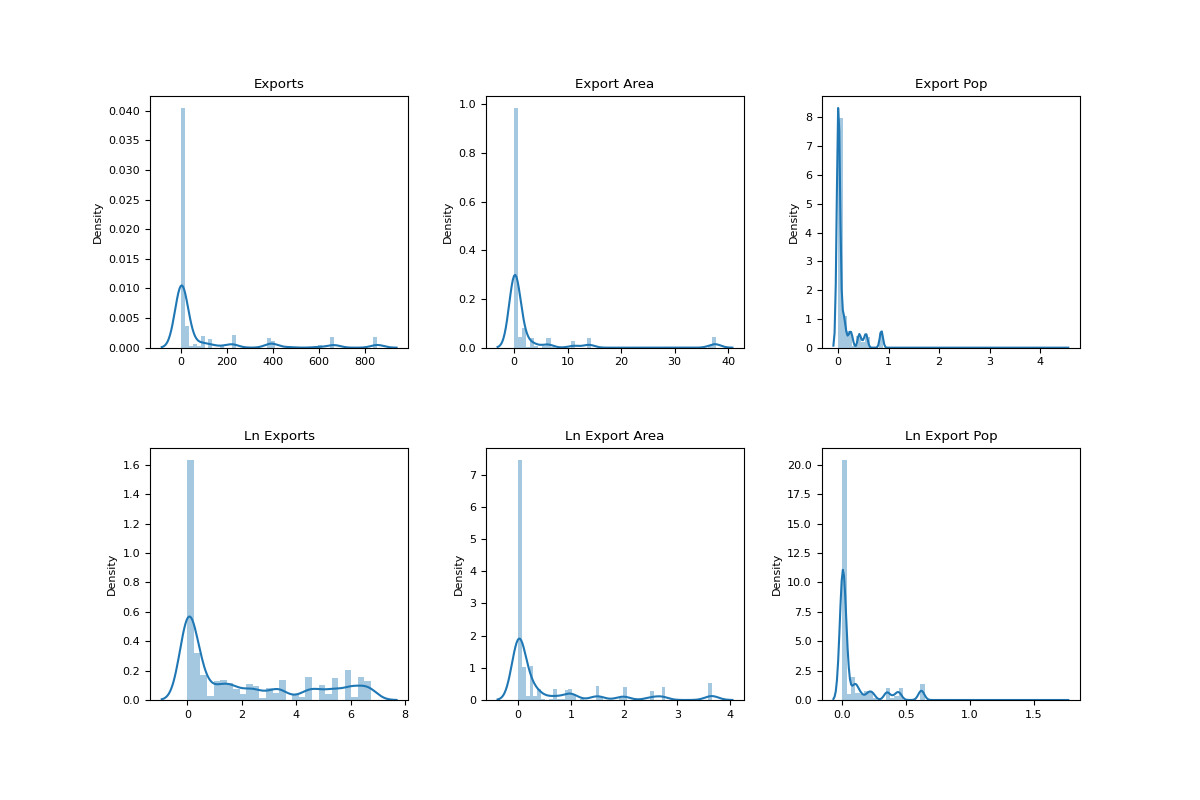 Exports
Density
0.040
0.035
0.030
0.025
0.020
0.015
0.010
0.005
0.000
0 200 400 600 800
Export Area
Density
1.0
0.8
0.6
0.4
0.2
0.0
0 10 20 30 40
Export Pop
Density
8
7
6
5
4
3
2
1
0
0 1 2 3 4
Ln Exports
Density
1.6
1.4
1.2
1.0
0.8
0.6
0.4
0.2
0.0
0 2 4 6 8
Ln Export Area
Density
7
6
5
4
3
2
1
0
0 1 2 3 4
Ln Export Pop
Density
20.0
17.5
15.0
12.5
10.0
7.5
5.0
2.5
0.0
0.0 0.5 1.0 1.5